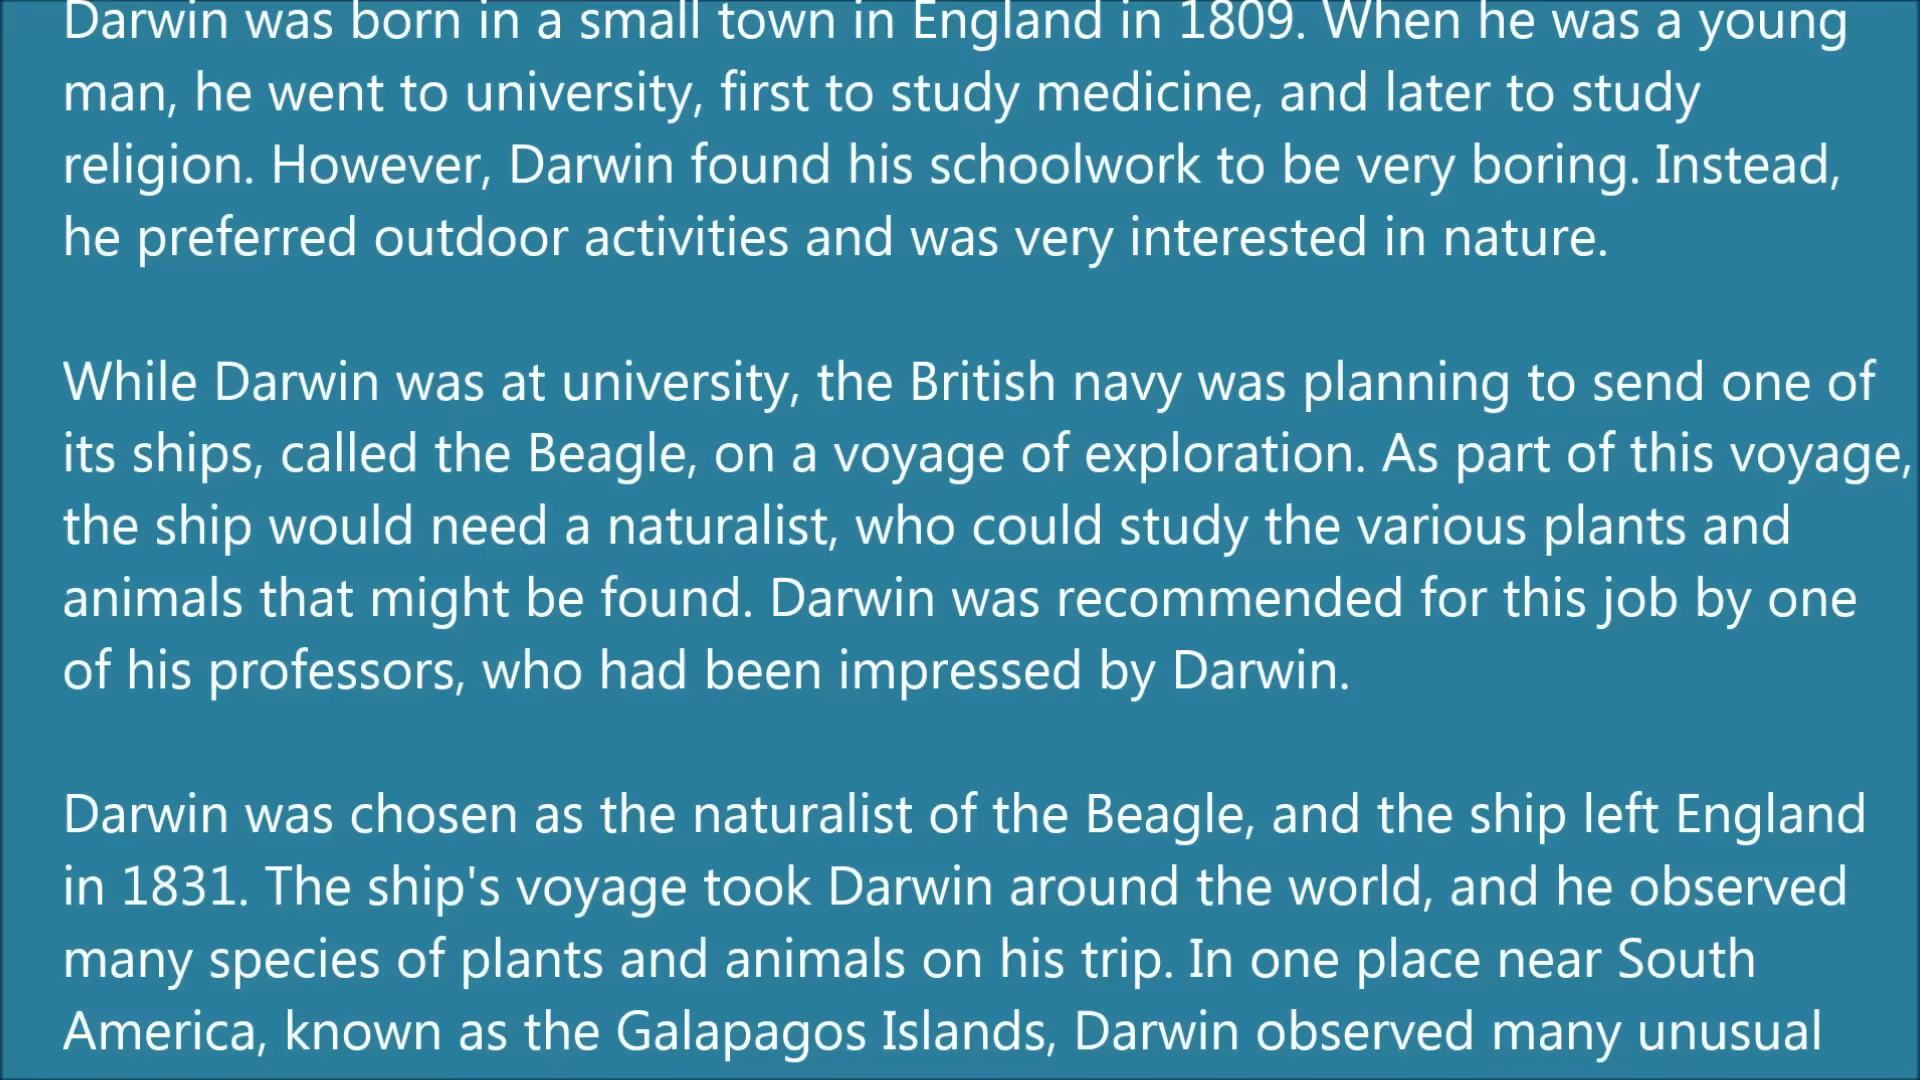 Darwin was born in a small town in England in 1809. When he was a young
man, he went to university, first to study medicine, and later to study
religion. However, Darwin found his schoolwork to be very boring. Instead,
he preferred outdoor activities and was very interested in nature.
While Darwin was at university, the British navy was planning to send one of
its ships, called the Beagle, on a voyage of exploration. As part of this voyage,
the ship would need a naturalist, who could study the various plants and
animals that might be found. Darwin was recommended for this job by one
of his professors, who had been impressed by Darwin.
Darwin was chosen as the naturalist of the Beagle, and the ship left England
in 1831. The ship's voyage took Darwin around the world, and he observed
many species of plants and animals on his trip. In one place near South
America, known as the Galapagos Islands, Darwin observed many unusual